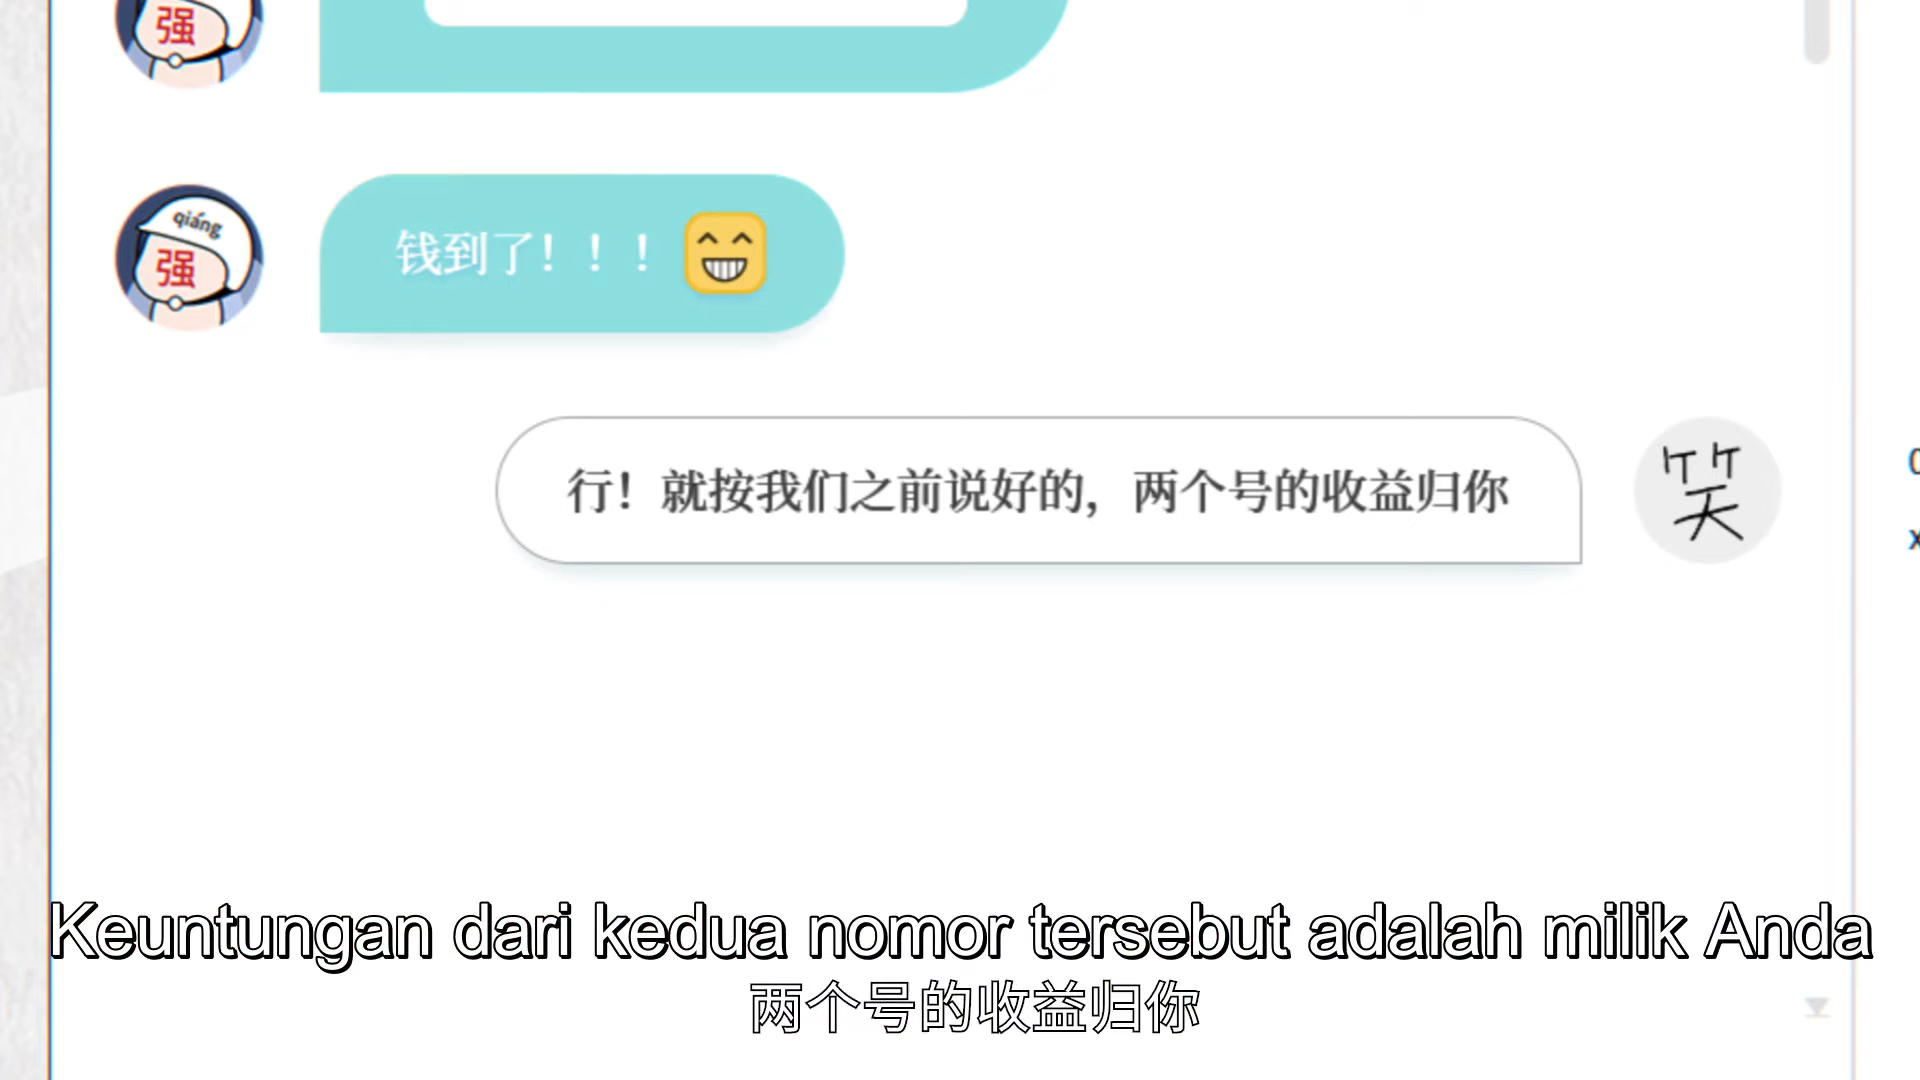 强
qiáng
强
钱到了！！！
行！就按我们之前说好的，两个号的收益归你
笑
Keuntungan dari kedua nomor tersebut adalah milik Anda
两个号的收益归你